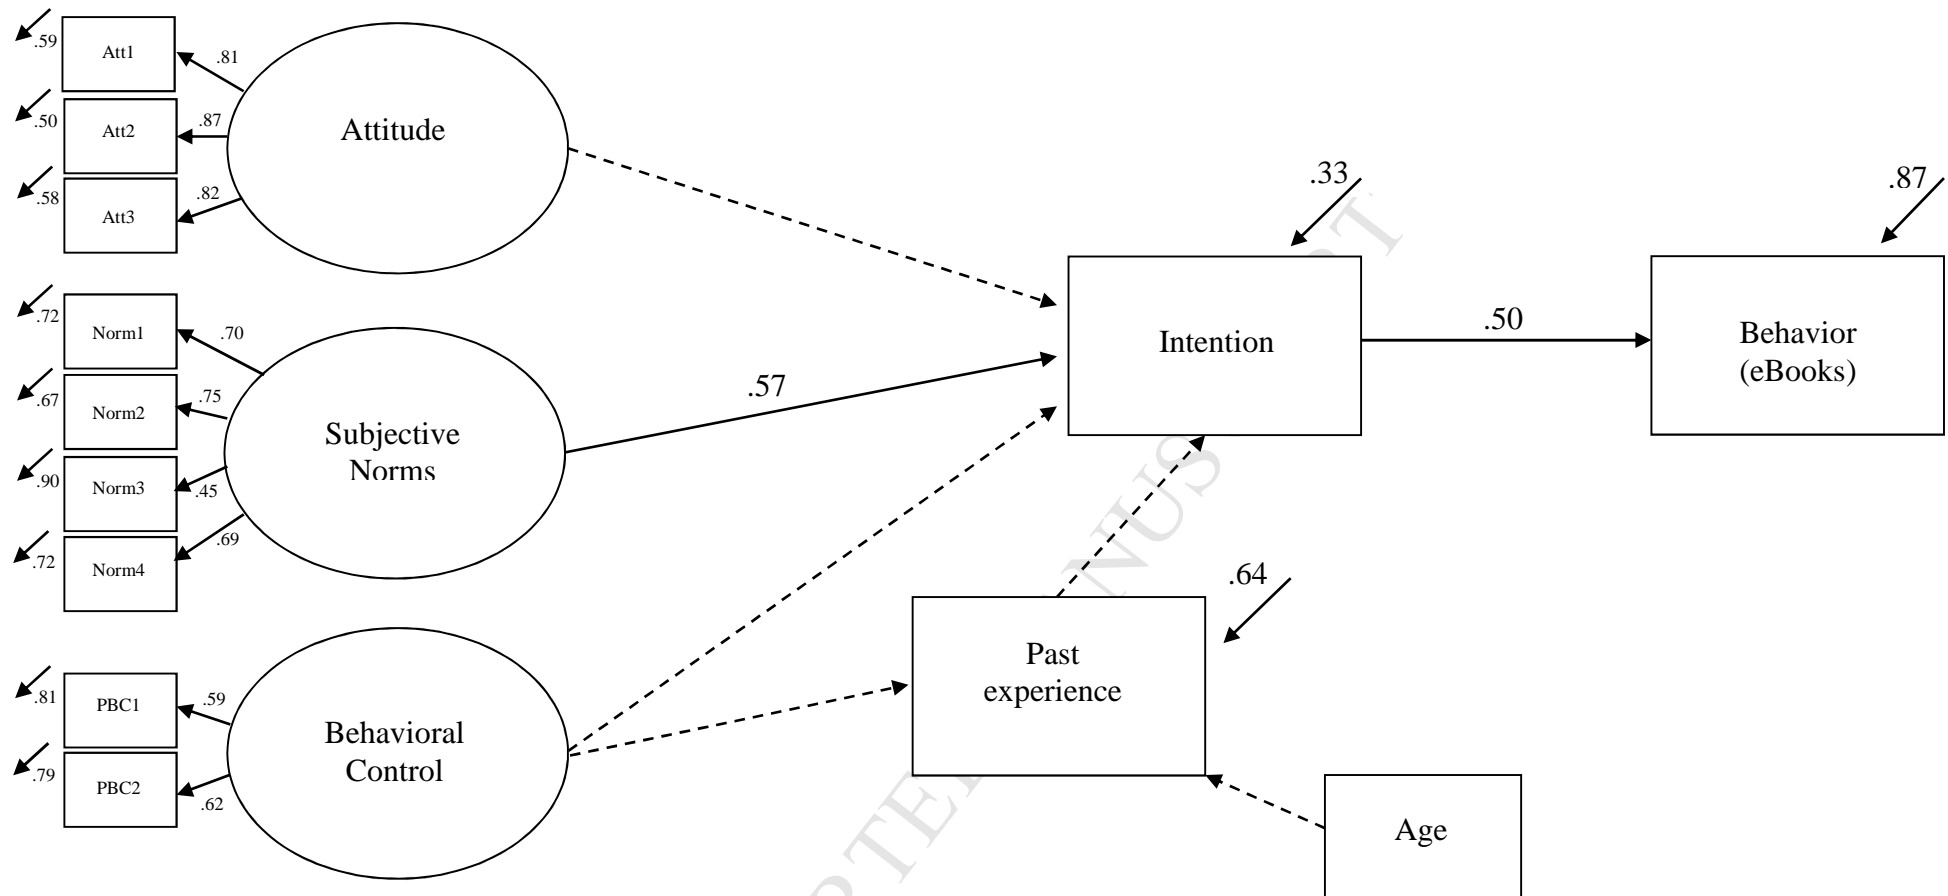 .59
Att1
.81
.50
Att2
.87
.58
Att3
.82
Attitude
.33
.87
.72
Norm1
.70
.67
Norm2
.75
.90
Norm3
.45
.72
Norm4
.69
Subjective
Norms
.57
Intention
.50
Behavior
(eBooks)
.64
Past
experience
.81
PBC1
.59
.79
PBC2
.62
Behavioral
Control
Age